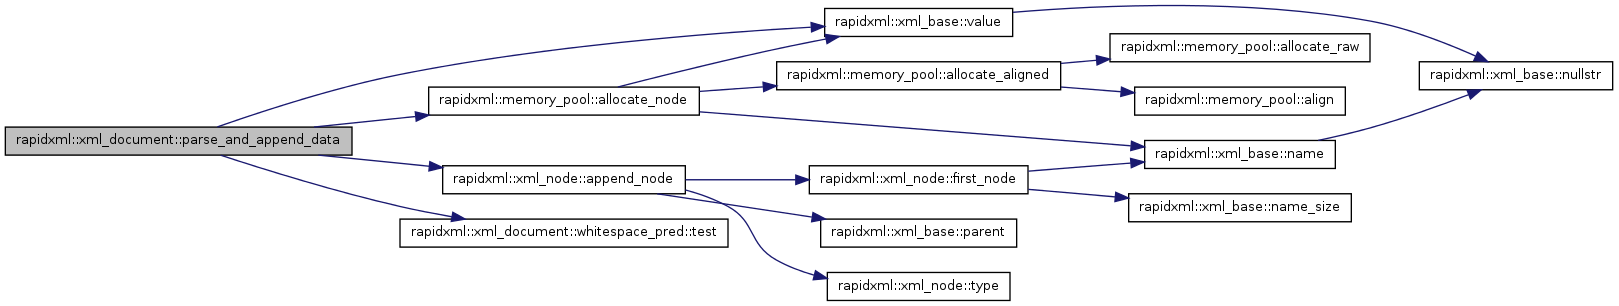 rapidxml::xml_document::parse_and_append_data
rapidxml::xml_base::value
rapidxml::memory_pool::allocate_node
rapidxml::xml_node::append_node
rapidxml::xml_document::whitespace_pred::test
rapidxml::memory_pool::allocate_aligned
rapidxml::xml_node::first_node
rapidxml::xml_base::parent
rapidxml::xml_node::type
rapidxml::memory_pool::allocate_raw
rapidxml::memory_pool::align
rapidxml::xml_base::name
rapidxml::xml_base::name_size
rapidxml::xml_base::nullstr